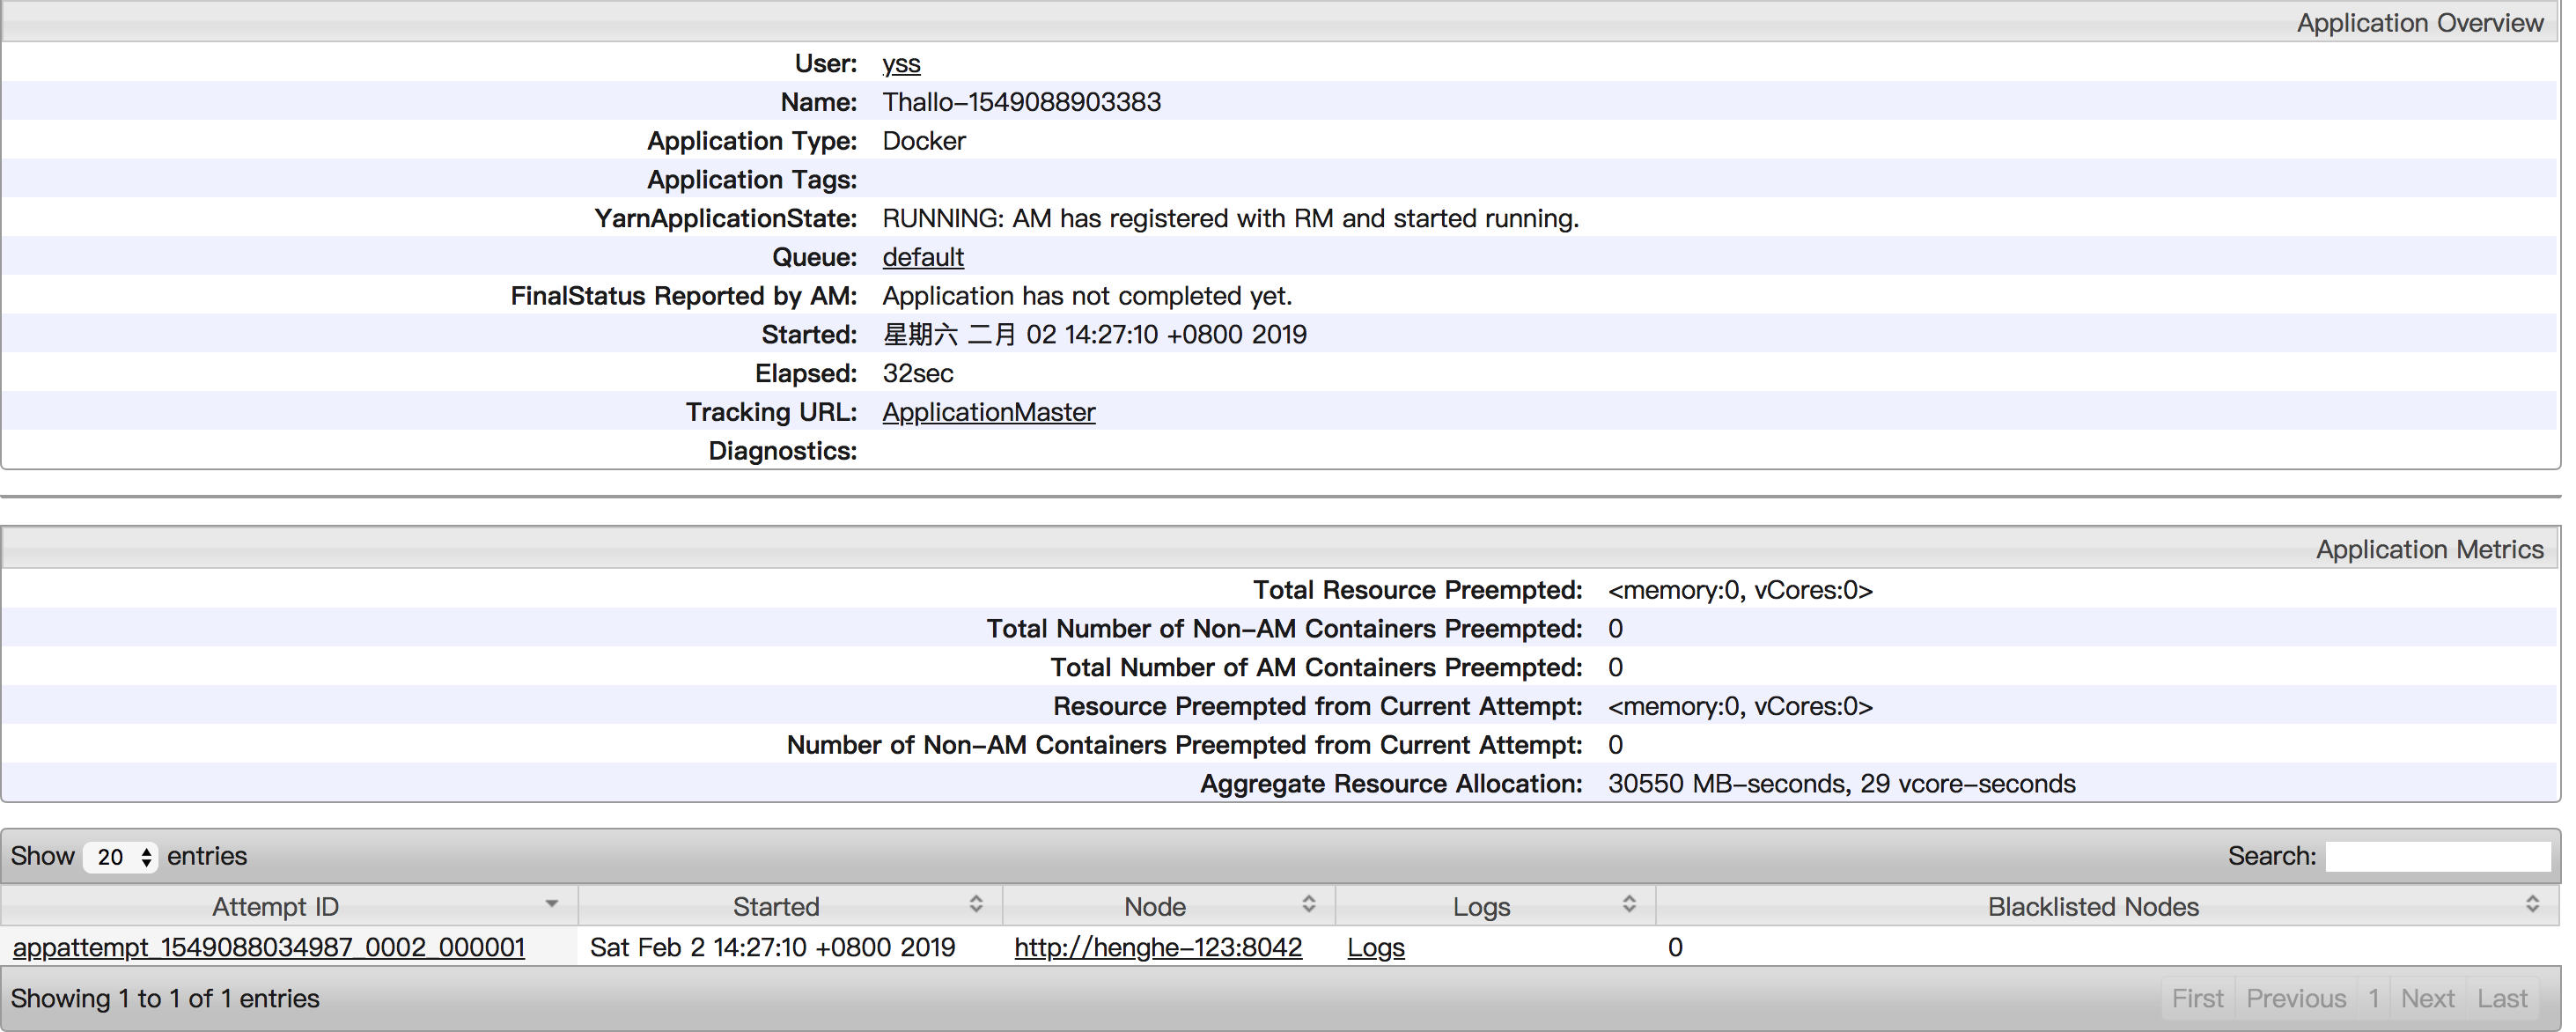 Application Overview
User: yss
Name: Thallo-1549088903383
Application Type: Docker
Application Tags:
YarnApplicationState: RUNNING: AM has registered with RM and started running.
Queue: default
FinalStatus Reported by AM: Application has not completed yet.
Started: 星期六 二月 02 14:27:10 +0800 2019
Elapsed: 32sec
Tracking URL: ApplicationMaster
Diagnostics:
Application Metrics
Total Resource Preempted: <memory:0, vCores:0>
Total Number of Non-AM Containers Preempted: 0
Total Number of AM Containers Preempted: 0
Resource Preempted from Current Attempt: <memory:0, vCores:0>
Number of Non-AM Containers Preempted from Current Attempt: 0
Aggregate Resource Allocation: 30550 MB-seconds, 29 vcore-seconds
Show 20 entries Search:
Attempt ID Started Node Logs Blacklisted Nodes
appattempt_1549088034987_0002_000001 Sat Feb 2 14:27:10 +0800 2019 http://henghe-123:8042 Logs 0
Showing 1 to 1 of 1 entries First Previous 1 Next Last